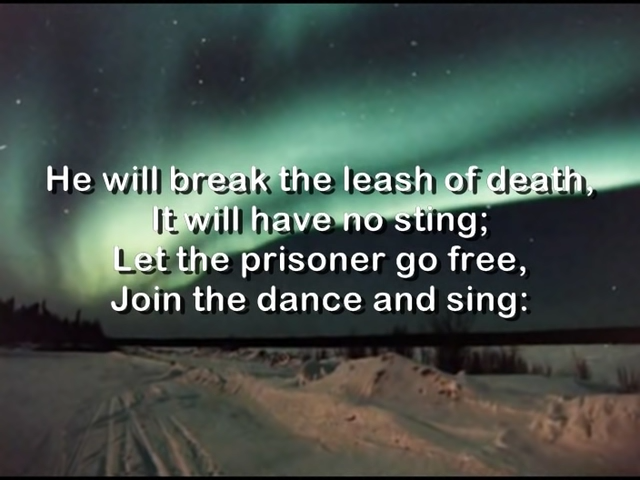 He will break the leash of death,
It will have no sting;
Let the prisoner go free,
Join the dance and sing: